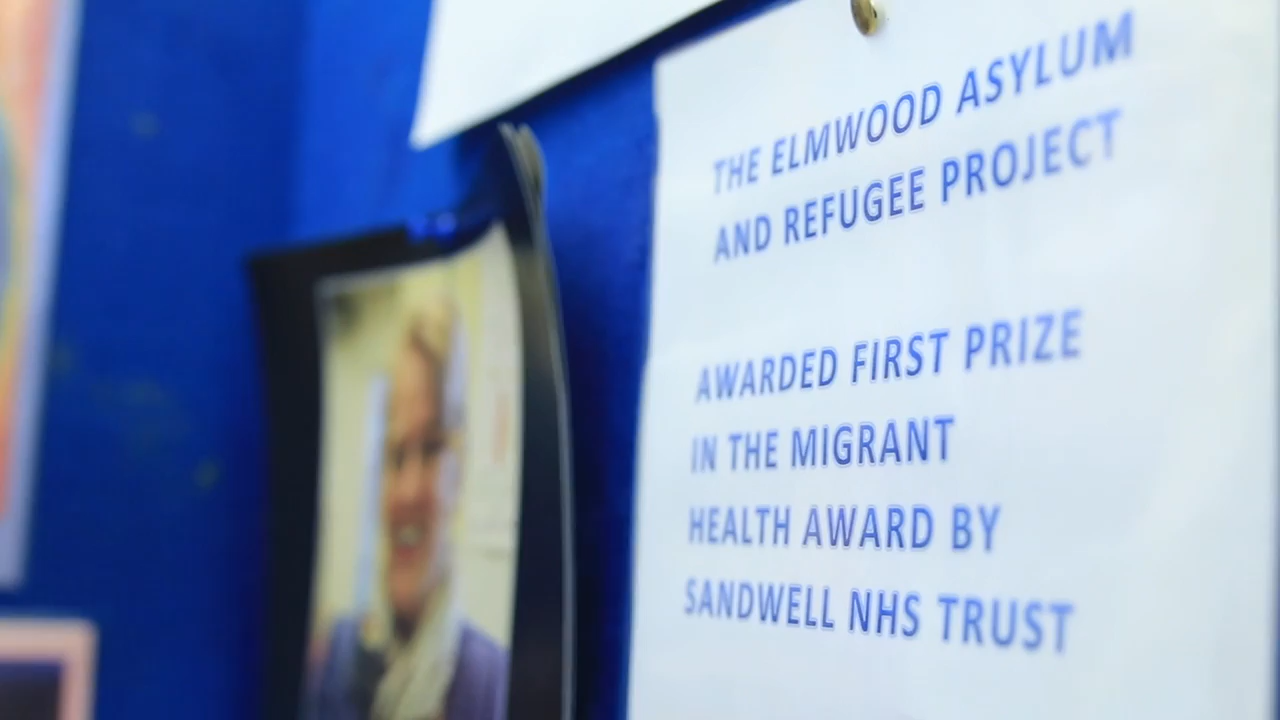 THE ELMWOOD ASYLUM
AND REFUGEE PROJECT
AWARDED FIRST PRIZE
IN THE MIGRANT
HEALTH AWARD BY
SANDWELL NHS TRUST